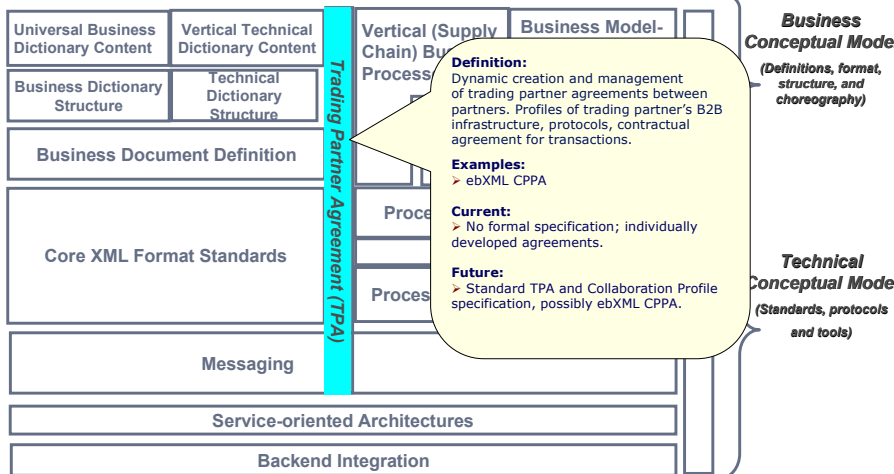 Universal Business
Dictionary Content
Vertical Technical
Dictionary Content
Business Dictionary
Structure
Technical
Dictionary
Structure
Business Document Definition
Core XML Format Standards
Trading Partner Agreement (TPA)
Vertical (Supply
Chain) Bu
Process
Business Model-
Proce
Process
Definition:
Dynamic creation and management
of trading partner agreements between
partners. Profiles of trading partner's B2B
infrastructure, protocols, contractual
agreement for transactions.
Examples:
➢ ebXML CPPA
Current:
➢ No formal specification; individually
developed agreements.
Future:
➢ Standard TPA and Collaboration Profile
specification, possibly ebXML CPPA.
Messaging
Service-oriented Architectures
Backend Integration
Business
Conceptual Mode
(Definitions, format,
structure, and
choreography)
Technical
Conceptual Mode
(Standards, protocols
and tools)